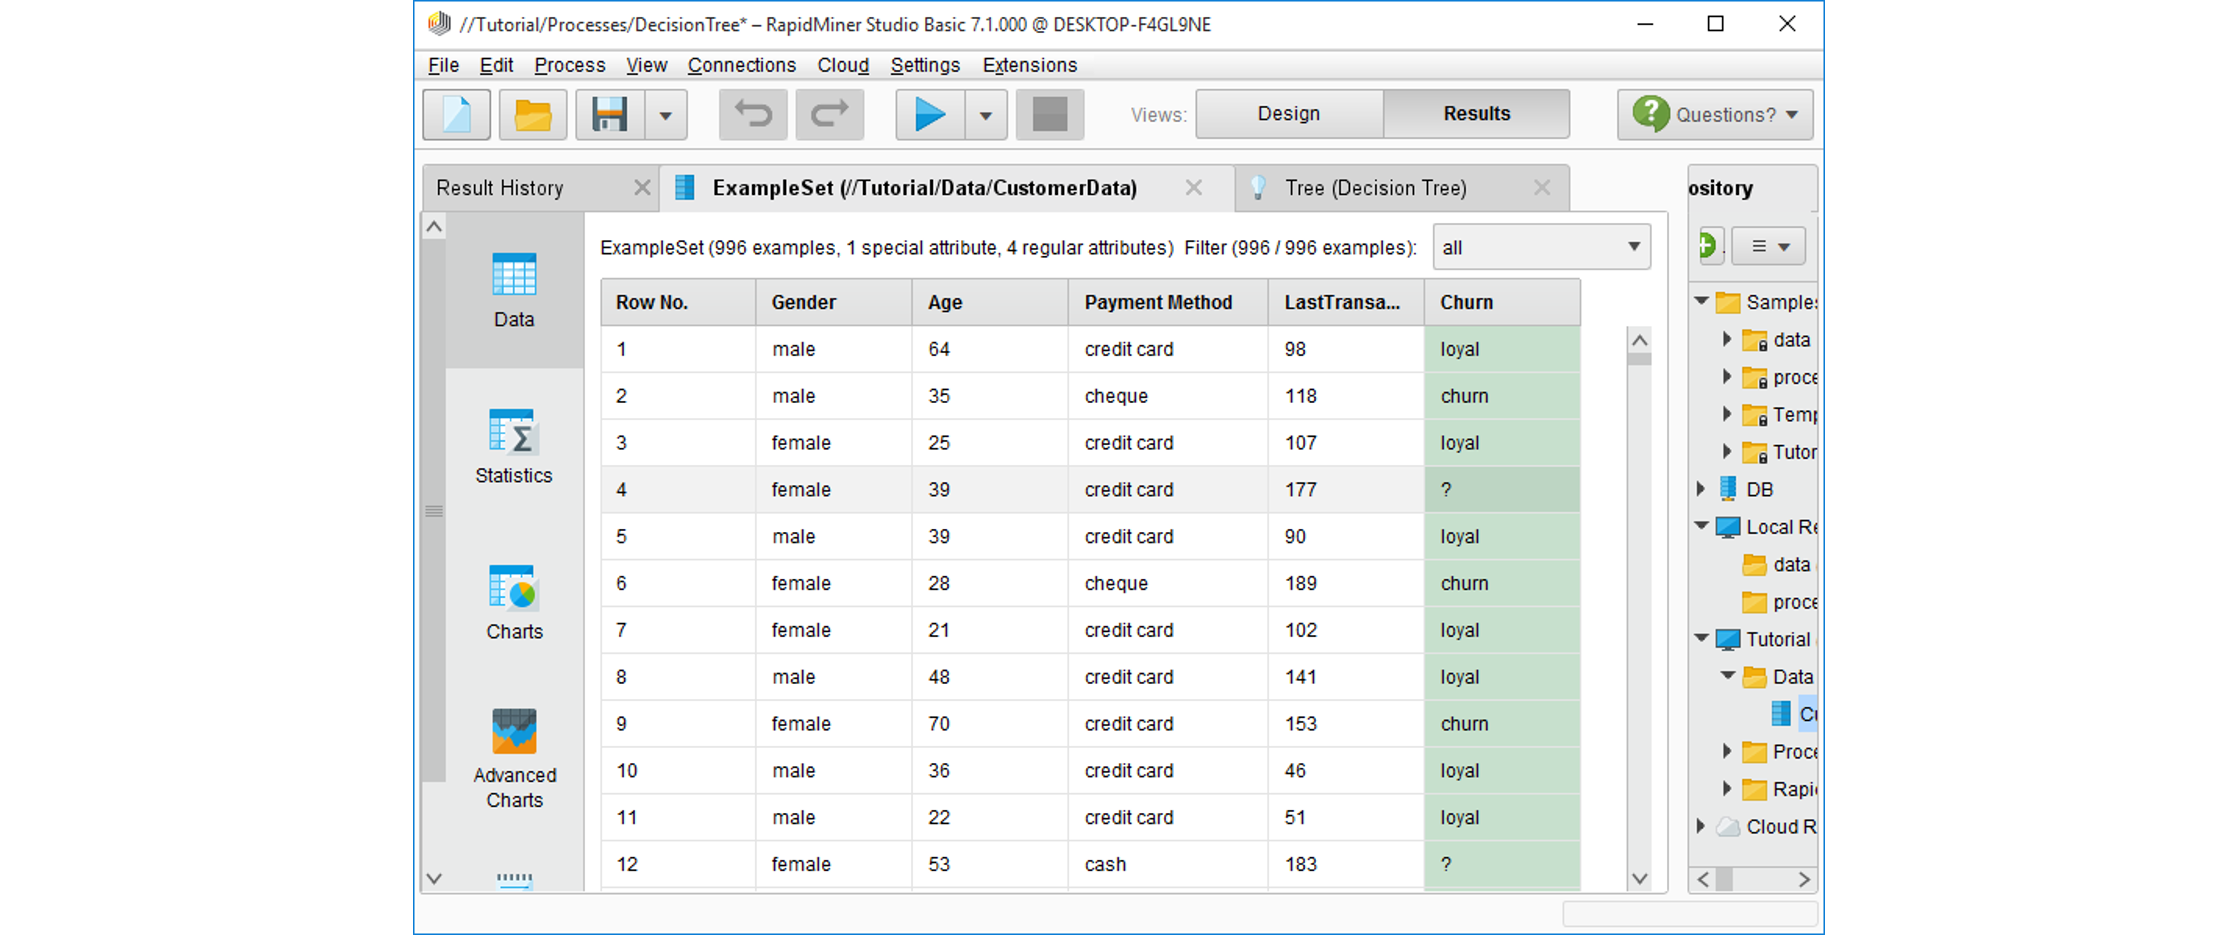 //Tutorial/Processes/DecisionTree* – RapidMiner Studio Basic 7.1.000 @ DESKTOP-F4GL9NE
File Edit Process View Connections Cloud Settings Extensions
Views: Design Results ? Questions?
Result History ExampleSet (//Tutorial/Data/CustomerData) Tree (Decision Tree) ository
ExampleSet (996 examples, 1 special attribute, 4 regular attributes) Filter (996 / 996 examples): all
Data
Statistics
Charts
Advanced
Charts
Row No. Gender Age Payment Method LastTransa... Churn
1 male 64 credit card 98 loyal
2 male 35 cheque 118 churn
3 female 25 credit card 107 loyal
4 female 39 credit card 177 ?
5 male 39 credit card 90 loyal
6 female 28 cheque 189 churn
7 female 21 credit card 102 loyal
8 male 48 credit card 141 loyal
9 female 70 credit card 153 churn
10 male 36 credit card 46 loyal
11 male 22 credit card 51 loyal
12 female 53 cash 183 ?
Samples
data
proce
Temp
Tutor
DB
Local Re
data
proce
Tutorial
Data
Cu
Proce
Rapi
Cloud R